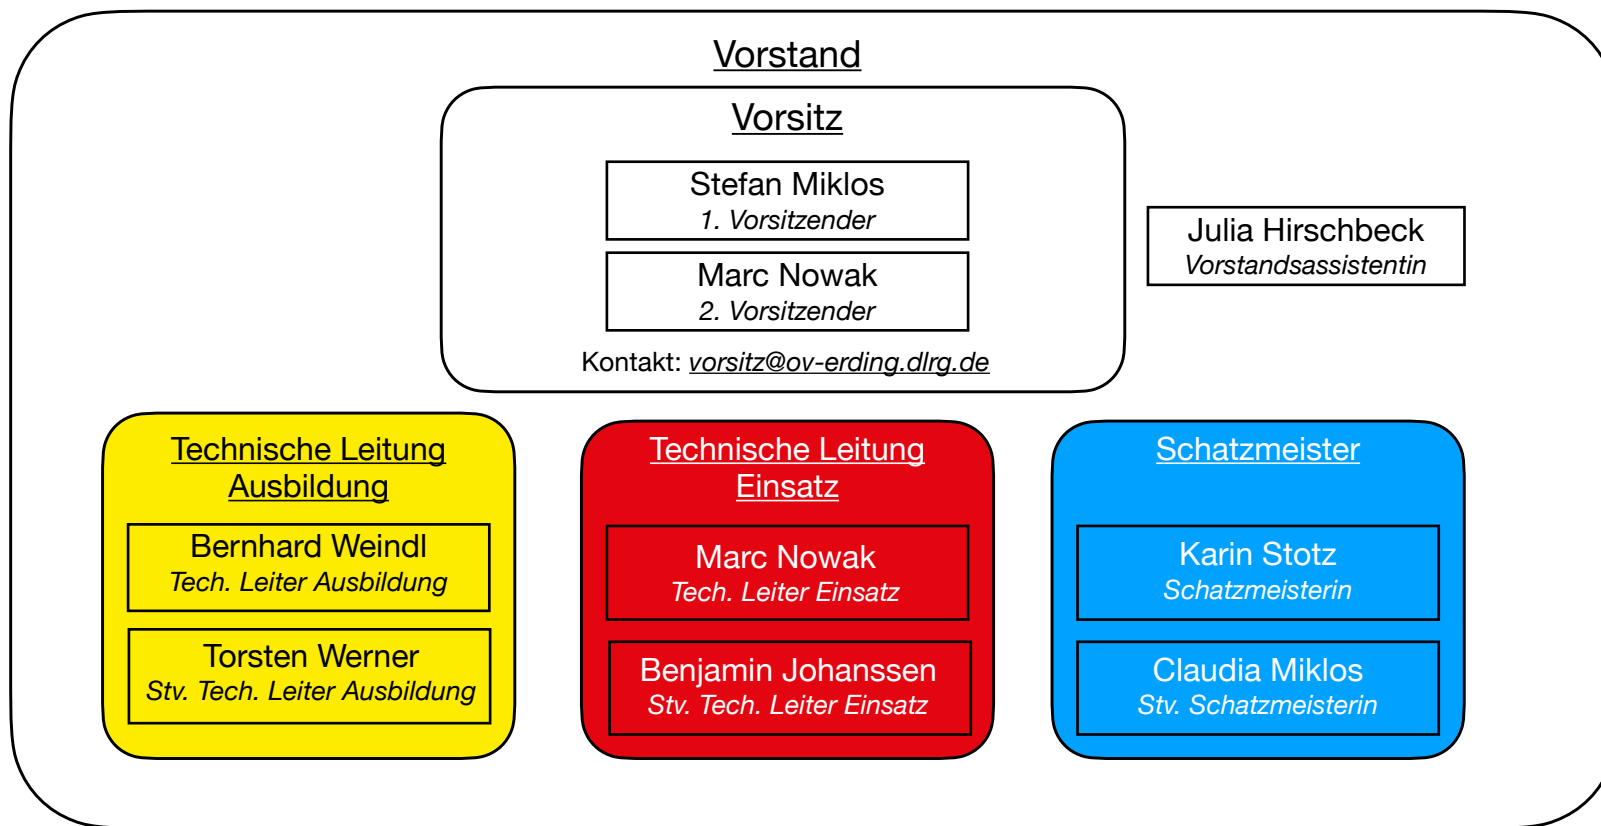 Vorstand
Vorsitz
Stefan Miklos
1. Vorsitzender
Marc Nowak
2. Vorsitzender
Kontakt: vorsitz@ov-erding.dlrg.de
Julia Hirschbeck
Vorstandsassistentin
Technische Leitung
Ausbildung
Bernhard Weindl
Tech. Leiter Ausbildung
Torsten Werner
Stv. Tech. Leiter Ausbildung
Technische Leitung
Einsatz
Marc Nowak
Tech. Leiter Einsatz
Benjamin Johanssen
Stv. Tech. Leiter Einsatz
Schatzmeister
Karin Stotz
Schatzmeisterin
Claudia Miklos
Stv. Schatzmeisterin